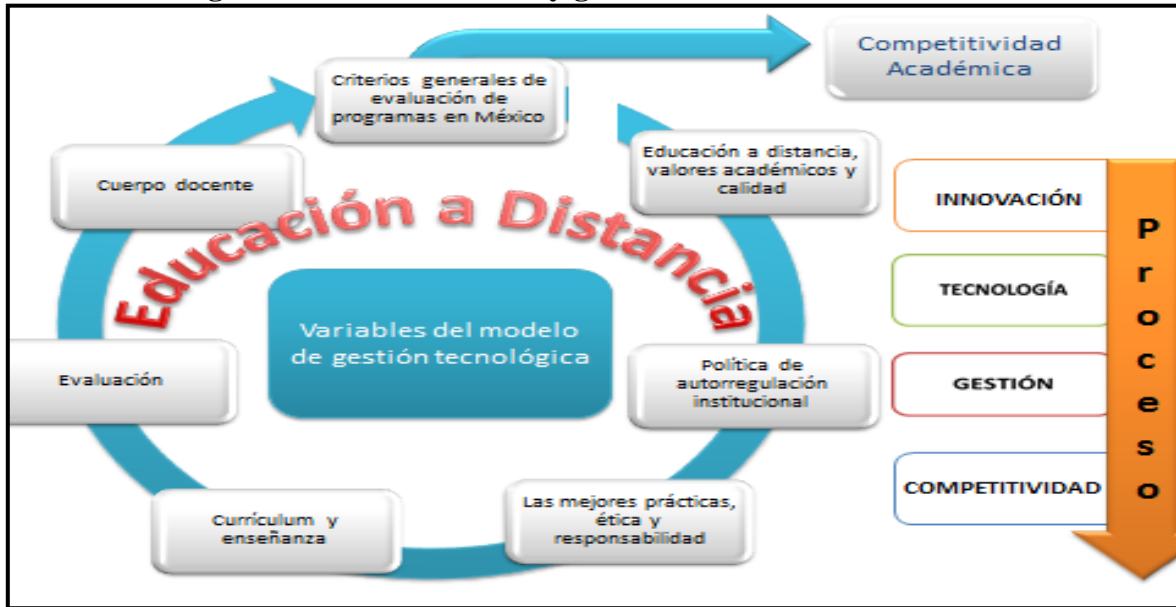 Criterios generales de
evaluación de
programas en México
Competitividad
Académica
Educación a distancia,
valores académicos y
calidad
Cuerpo docente
Educación a Distancia
Variables del modelo
de gestión tecnológica
Evaluación
Política de
autorregulación
institucional
Currículum y
enseñanza
Las mejores prácticas,
ética y
responsabilidad
INNOVACIÓN
TECNOLOGÍA
GESTIÓN
COMPETITIVIDAD
Proceso